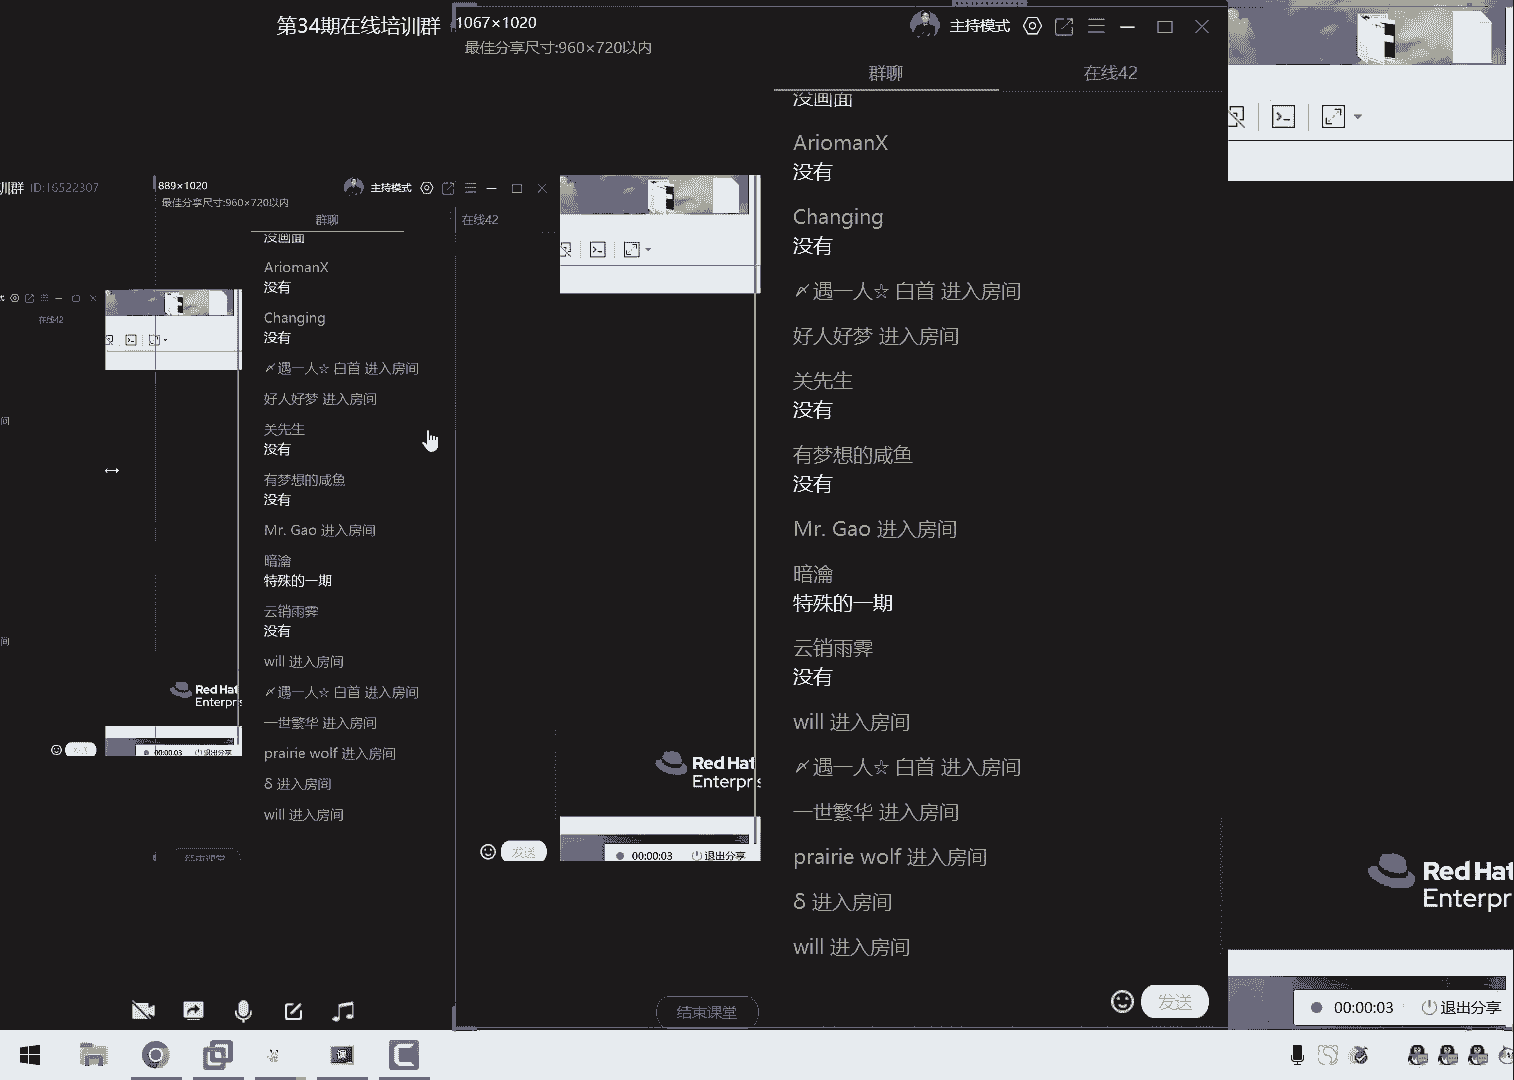 第34期在线培训群
1067×1020
最佳分享尺寸:960×720以内
主持模式
群聊
在线42
没画面
AriomanX
没有
Changing
没有
〆遇一人☆ 白首 进入房间
好人好梦 进入房间
关先生
没有
有梦想的咸鱼
没有
Mr. Gao 进入房间
暗瀹
特殊的一期
云销雨霁
没有
will 进入房间
〆遇一人☆ 白首 进入房间
一世繁华 进入房间
prairie wolf 进入房间
δ 进入房间
will 进入房间
发送
结束课堂
Red Hat
Enterpr
00:00:03
退出分享
训群 ID:16522307
889×1020
最佳分享尺寸:960×720以内
主持模式
群聊
在线42
没画面
AriomanX
没有
Changing
没有
〆遇一人☆ 白首 进入房间
好人好梦 进入房间
关先生
没有
有梦想的咸鱼
没有
Mr. Gao 进入房间
暗瀹
特殊的一期
云销雨霁
没有
will 进入房间
〆遇一人☆ 白首 进入房间
一世繁华 进入房间
prairie wolf 进入房间
δ 进入房间
will 进入房间
发送
Red Hat
Enterpris
00:00:03
退出分享
在线42
间
间
Red Hat
Enterpris
00:00:03
退出分享
结束课堂